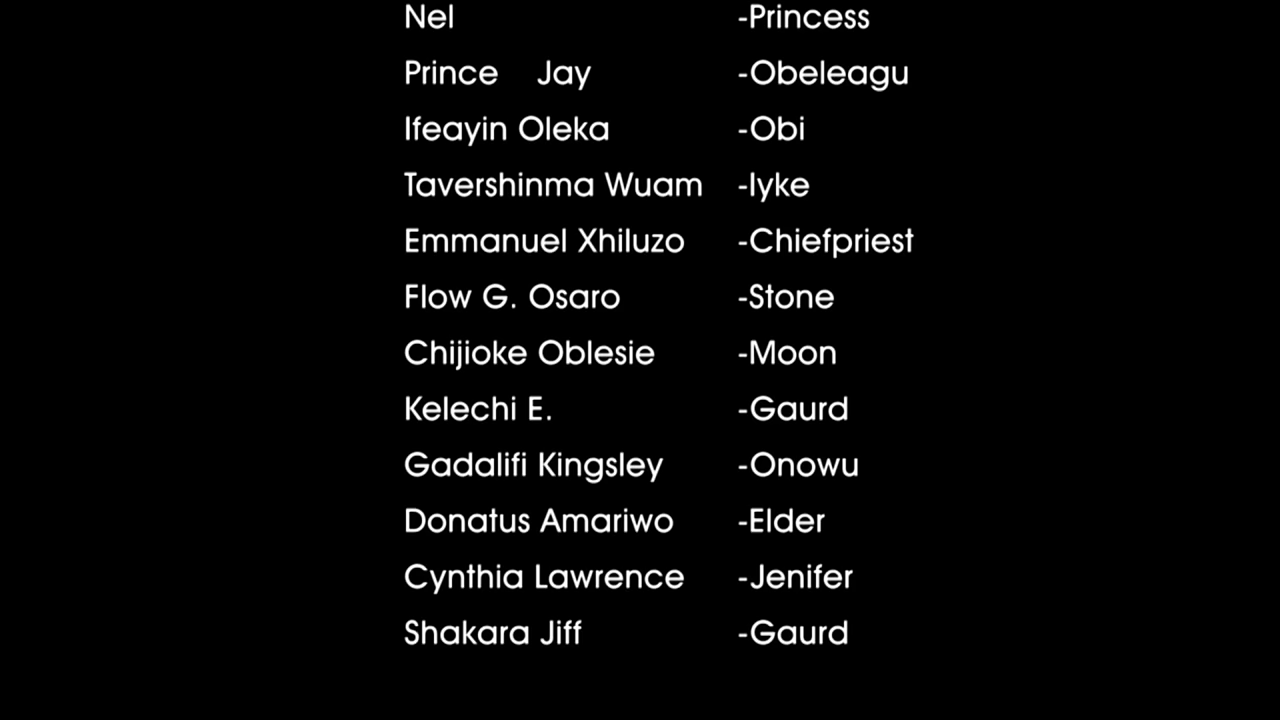 Nel -Princess
Prince Jay -Obeleagu
Ifeayin Oleka -Obi
Tavershinma Wuam -Iyke
Emmanuel Xhiluzo -Chiefpriest
Flow G. Osaro -Stone
Chijioke Oblesie -Moon
Kelechi E. -Gaurd
Gadalifi Kingsley -Onowu
Donatus Amariwo -Elder
Cynthia Lawrence -Jenifer
Shakara Jiff -Gaurd